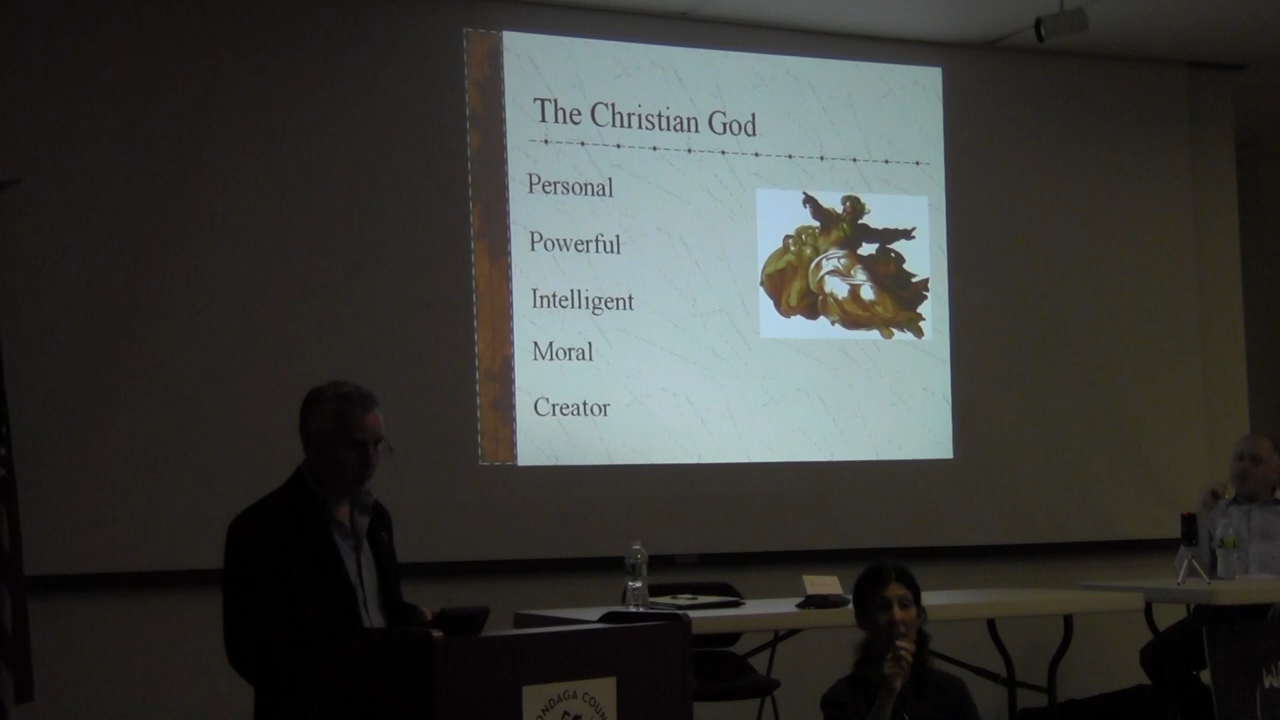 The Christian God
Personal
Powerful
Intelligent
Moral
Creator